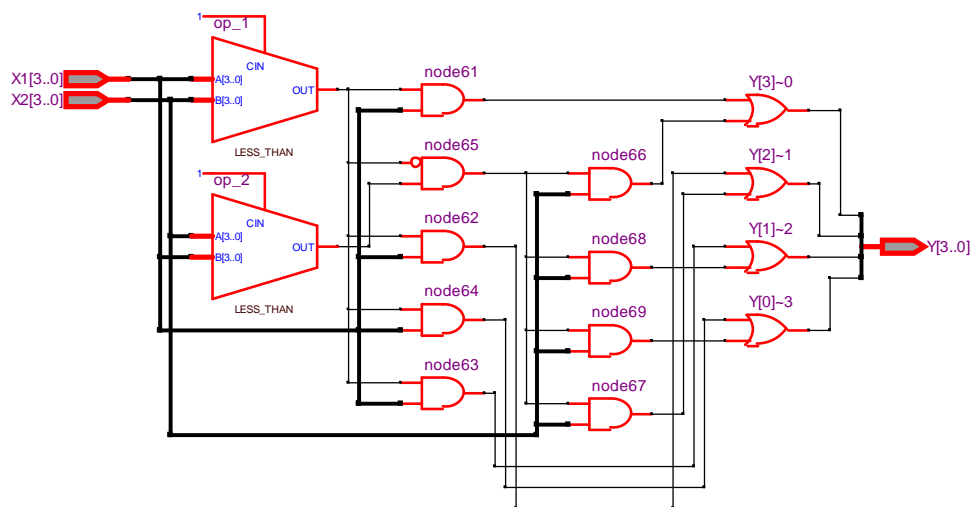 1 op_1
X1[3..0] A[3..0] CIN OUT
X2[3..0] B[3..0]
LESS_THAN
1 op_2
CIN
A[3..0] OUT
B[3..0]
LESS_THAN
node61
node65
node62
node64
node63
node66
node68
node69
node67
Y[3]~0
Y[2]~1
Y[1]~2
Y[0]~3
Y[3..0]